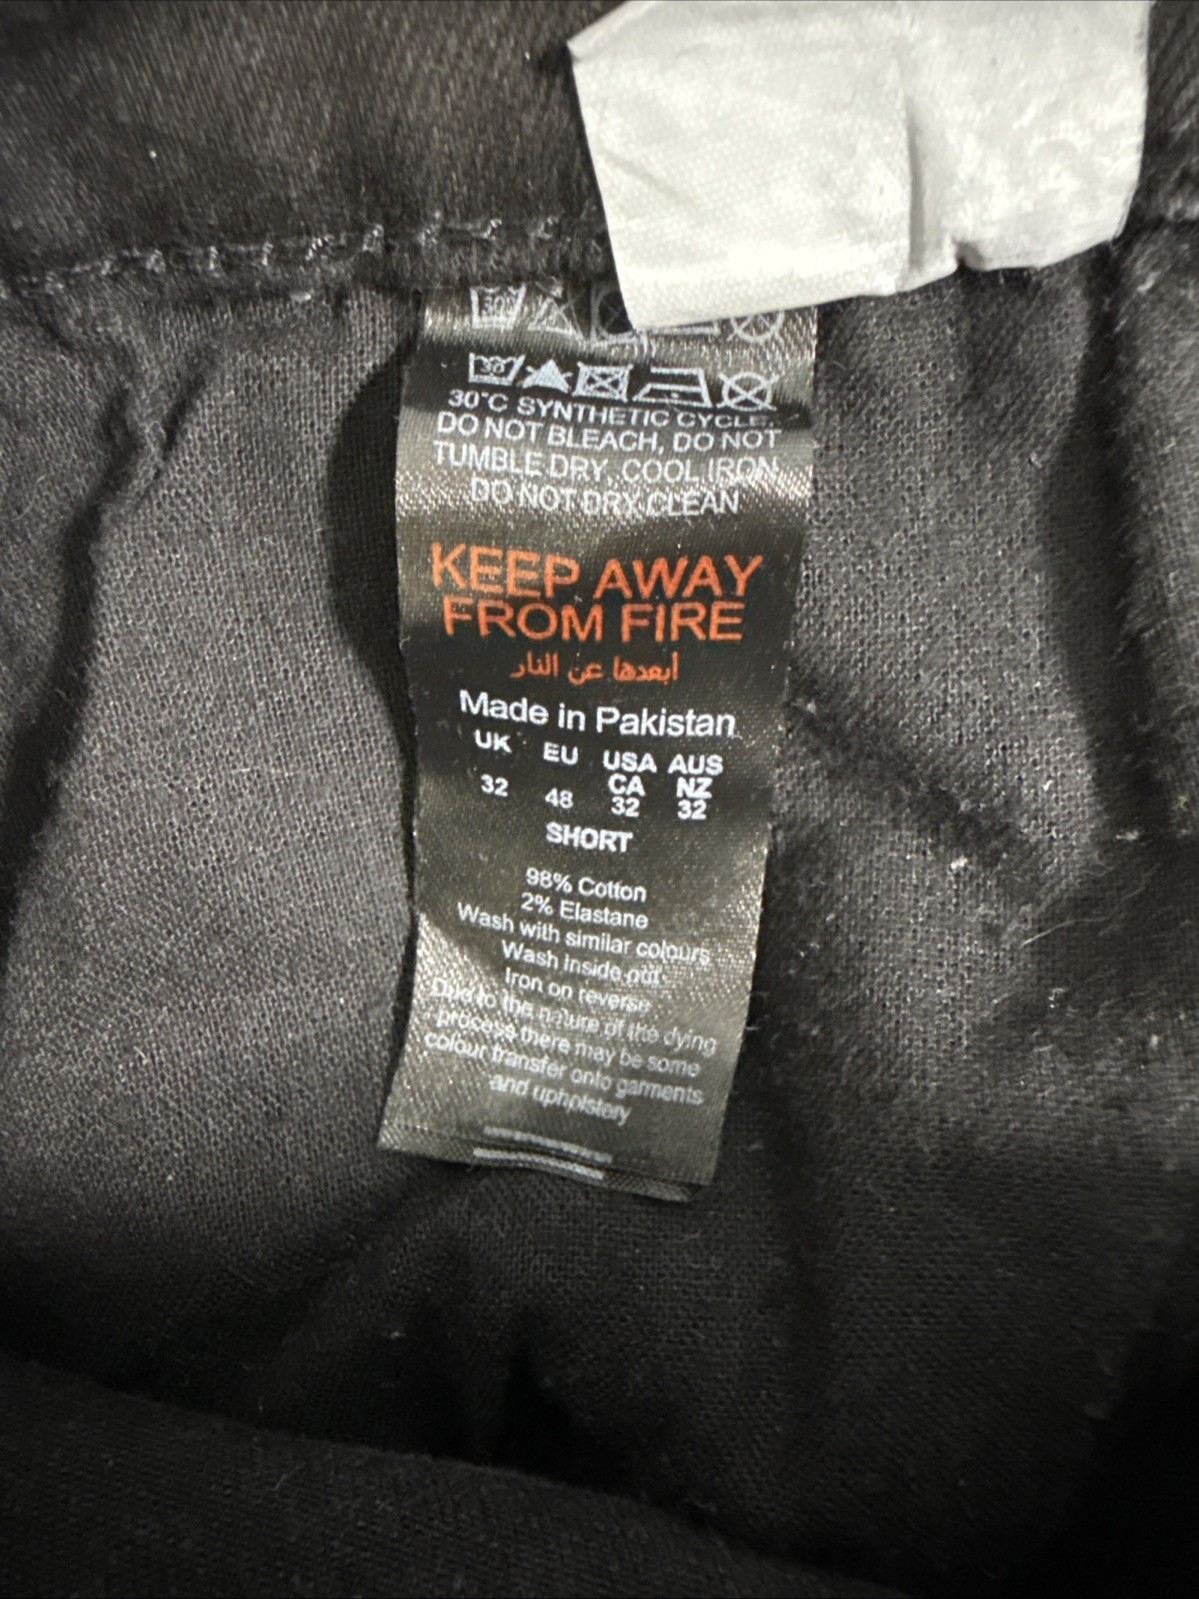 30
30
30°C SYNTHETIC CYCLE.
DO NOT BLEACH, DO NOT
TUMBLE DRY, COOL IRON
DO NOT DRY CLEAN
KEEP AWAY
FROM FIRE
أبعدها عن النار
Made in Pakistan
UK EU USA AUS
CA NZ
32 48 32 32
SHORT
98% Cotton
2% Elastane
Wash with similar colours
Wash inside out
Iron on reverse
Due to the nature of the dying
process there may be some
colour transfer onto garments
and upholstery